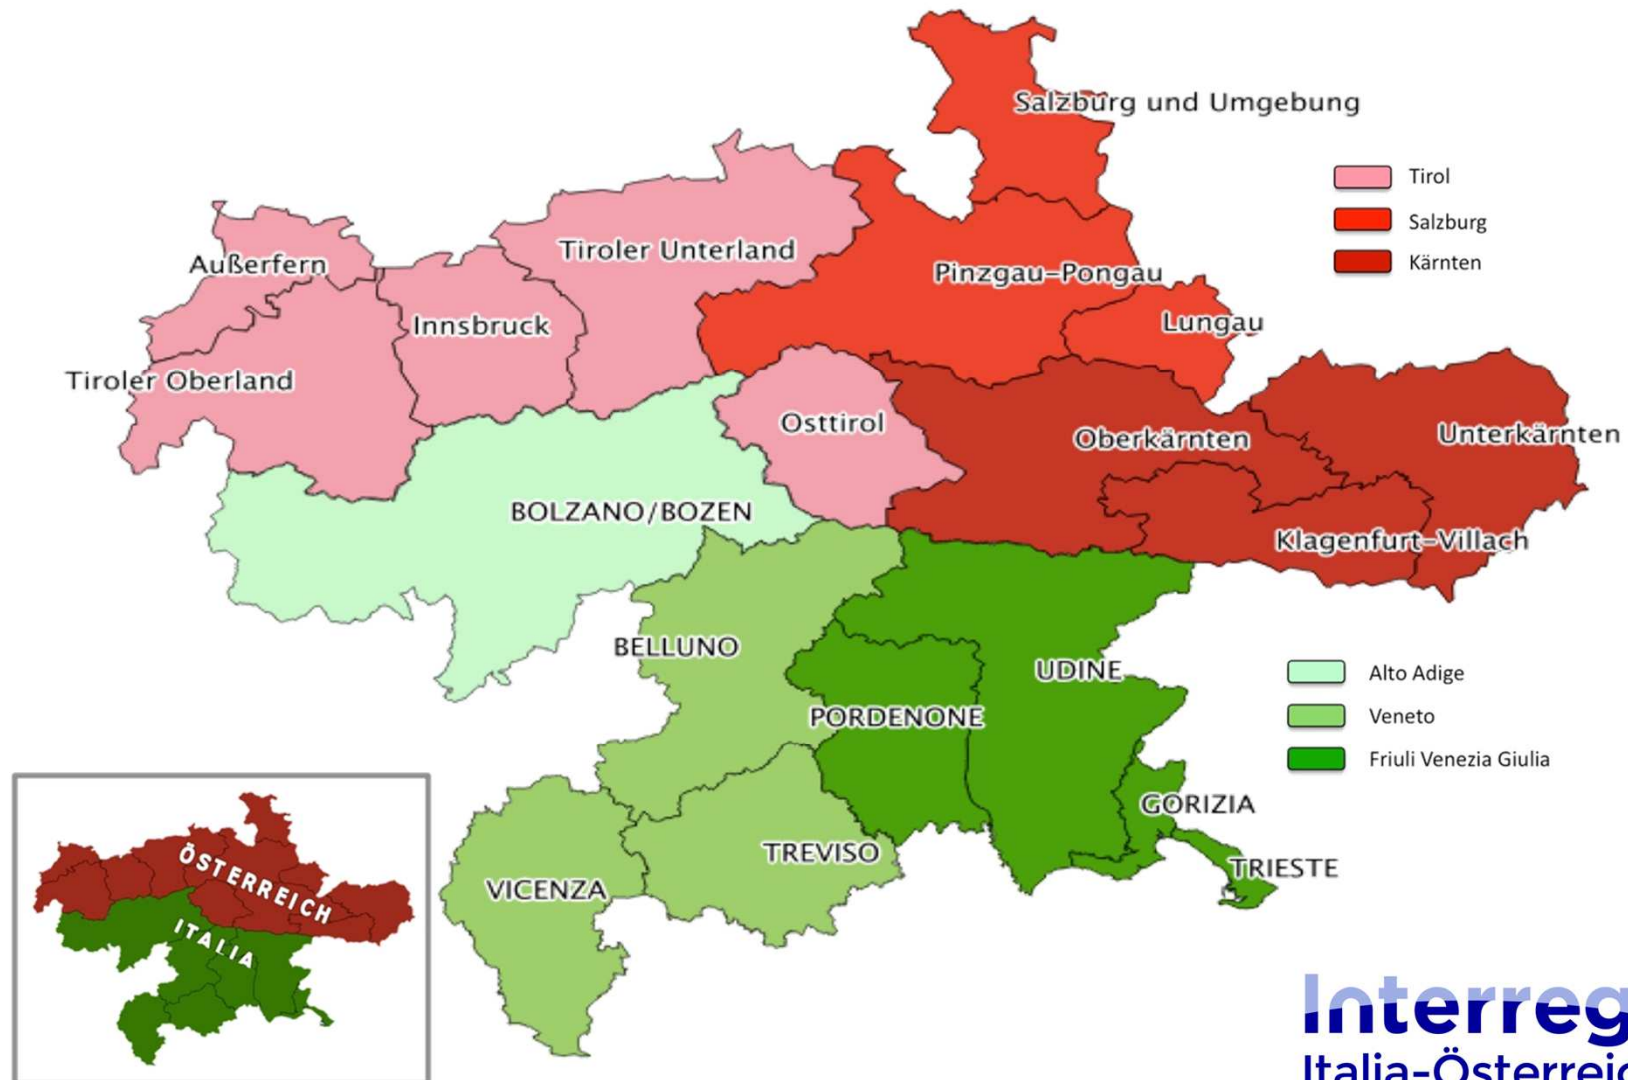 Salzburg und Umgebung
Tirol
Salzburg
Kärnten
Tiroler Unterland
Außerfern
Pinzgau-Pongau
Innsbruck
Lungau
Tiroler Oberland
Osttirol
Oberkärnten
Unterkärnten
BOLZANO/BOZEN
Klagenfurt-Villach
BELLUNO
UDINE
Alto Adige
PORDENONE
Veneto
Friuli Venezia Giulia
GORIZIA
TREVISO
TRIESTE
VICENZA
ÖSTERREICH
ITALIA
Interreg
Italia-Österreic